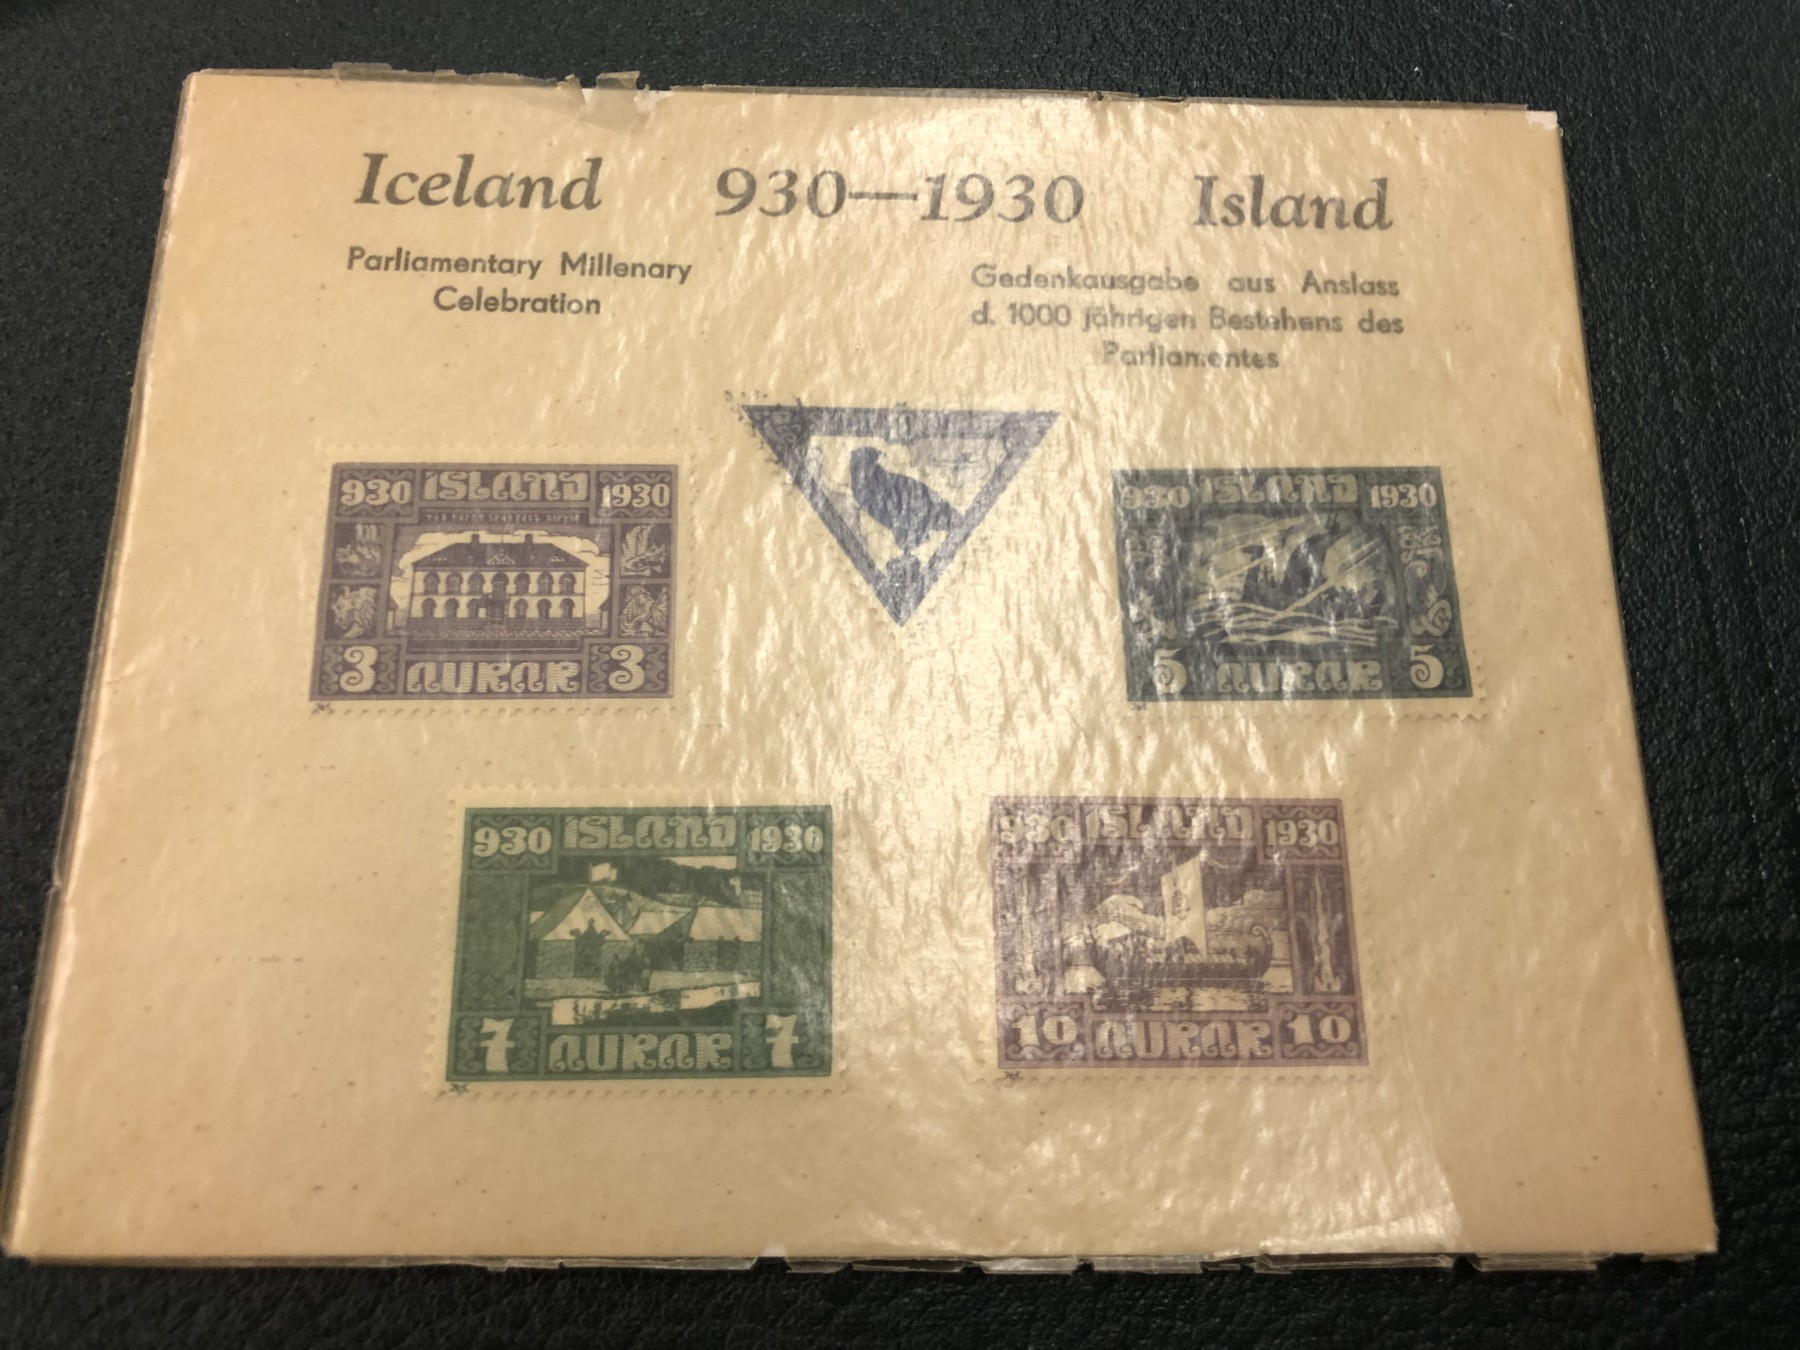 Iceland 930—1930 Island
Parliamentary Millenary
Celebration
Gedenkausgabe aus Anslass
d. 1000 jährigen Bestehens des
Parliamentes
10
930 ISLAND 1930
3 AURAR 3
930 ISLAND 1930
5 AURAR 5
930 ISLAND 1930
7 AURAR 7
930 ISLAND 1930
10 AURAR 10